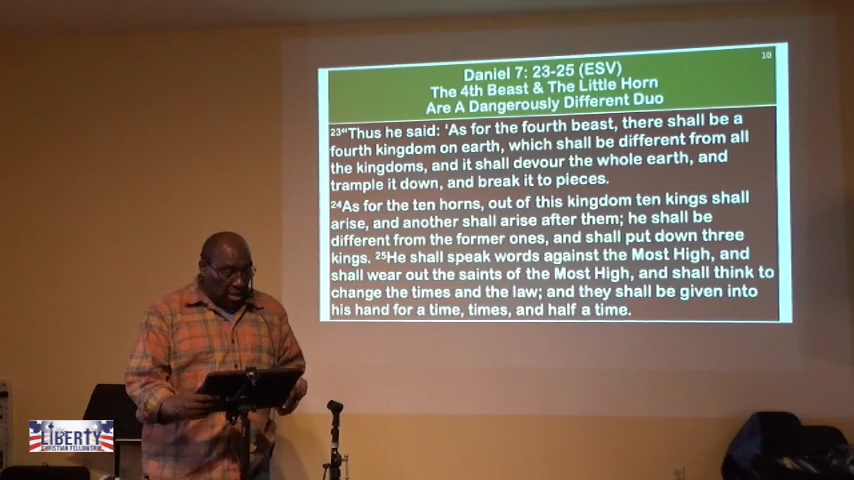 10
Daniel 7: 23-25 (ESV)
The 4th Beast & The Little Horn
Are A Dangerously Different Duo
23“Thus he said: ‘As for the fourth beast, there shall be a
fourth kingdom on earth, which shall be different from all
the kingdoms, and it shall devour the whole earth, and
trample it down, and break it to pieces.
24As for the ten horns, out of this kingdom ten kings shall
arise, and another shall arise after them; he shall be
different from the former ones, and shall put down three
kings. 25He shall speak words against the Most High, and
shall wear out the saints of the Most High, and shall think to
change the times and the law; and they shall be given into
his hand for a time, times, and half a time.
LIBERTY
CHRISTIAN FELLOWSHIP